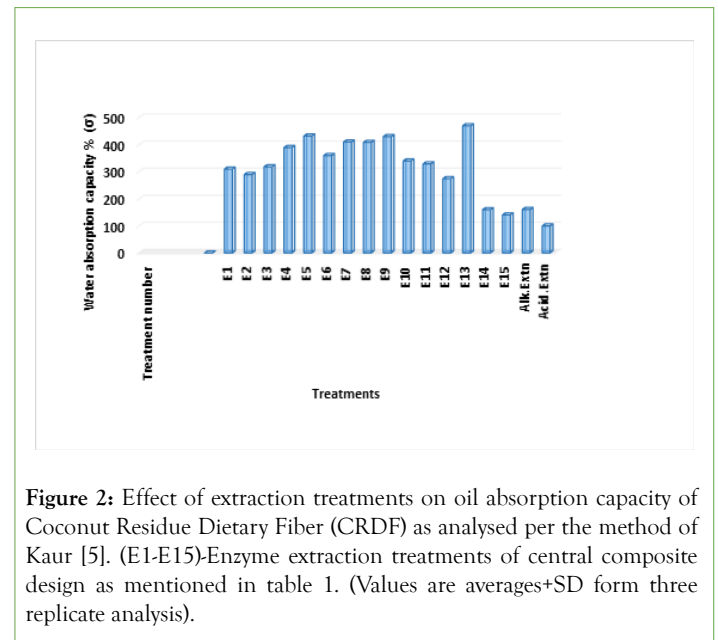 Water absorption capacity % (σ)
500
400
300
200
100
0
Treatment number
E1
E2
E3
E4
E5
E6
E7
E8
E9
E10
E11
E12
E13
E14
E15
Alk.Extn
Acid.Extn
Treatments
Figure 2: Effect of extraction treatments on oil absorption capacity of
Coconut Residue Dietary Fiber (CRDF) as analysed per the method of
Kaur [5]. (E1-E15)-Enzyme extraction treatments of central composite
design as mentioned in table 1. (Values are averages+SD form three
replicate analysis).